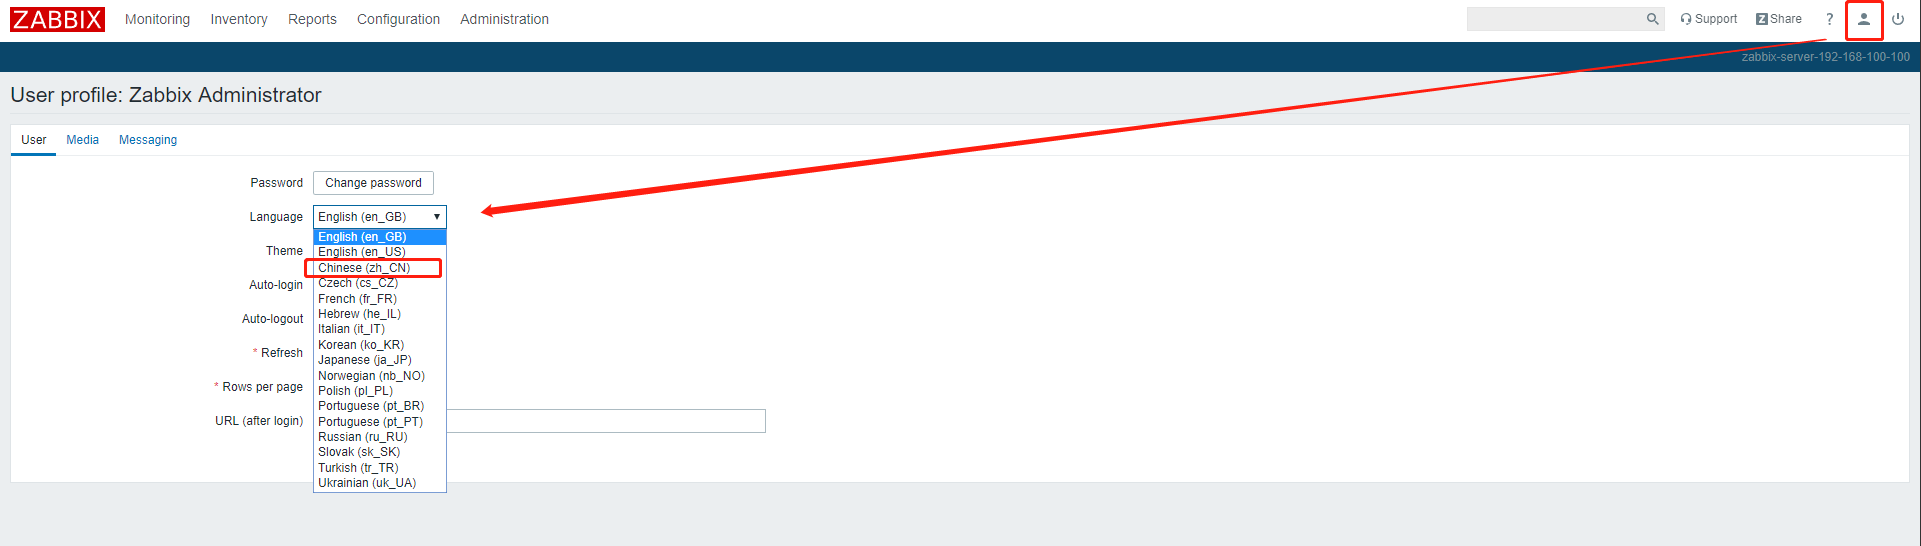 ZABBIX Monitoring Inventory Reports Configuration Administration Support Z Share ?
zabbix-server-192-168-100-100
User profile: Zabbix Administrator
User Media Messaging
Password Change password
Language English (en_GB)
English (en_GB)
Theme English (en_US)
Chinese (zh_CN)
Auto-login Czech (cs_CZ)
French (fr_FR)
Hebrew (he_IL)
Auto-logout Italian (it_IT)
Korean (ko_KR)
* Refresh Japanese (ja_JP)
Norwegian (nb_NO)
* Rows per page Polish (pl_PL)
Portuguese (pt_BR)
URL (after login) Portuguese (pt_PT)
Russian (ru_RU)
Slovak (sk_SK)
Turkish (tr_TR)
Ukrainian (uk_UA)